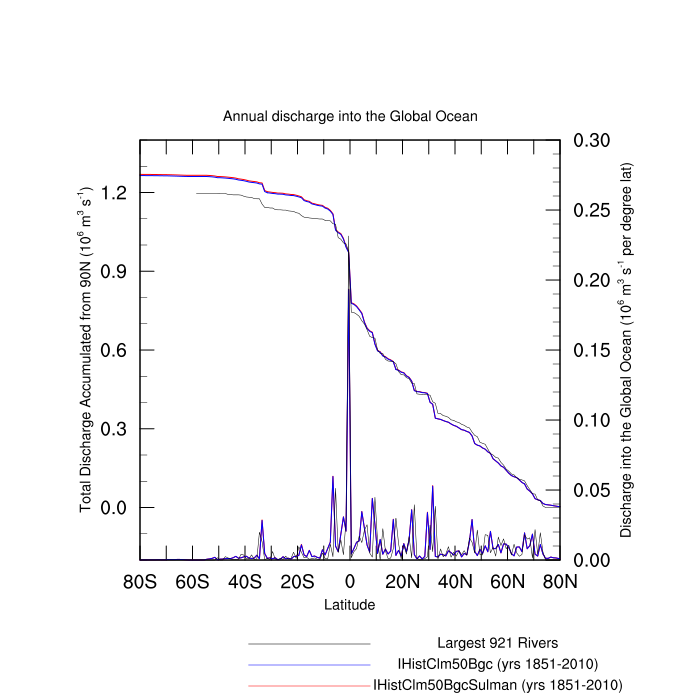 Annual discharge into the Global Ocean
0.30
0.25
0.20
0.15
0.10
0.05
0.00
1.2
0.9
0.6
0.3
0.0
Total Discharge Accumulated from 90N (10⁶ m³ s⁻¹)
Discharge into the Global Ocean (10⁶ m³ s⁻¹ per degree lat)
80S 60S 40S 20S 0 20N 40N 60N 80N
Latitude
Largest 921 Rivers
IHistClm50Bgc (yrs 1851-2010)
IHistClm50BgcSulman (yrs 1851-2010)